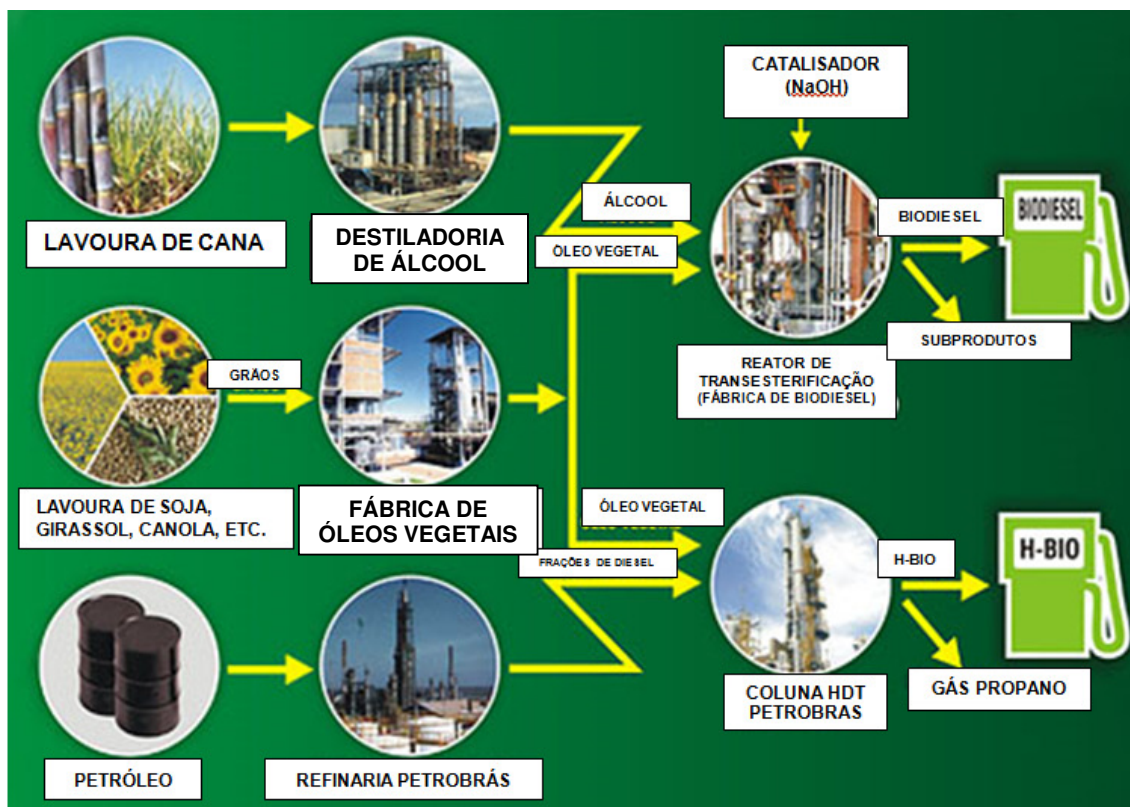 CATALISADOR
(NaOH)
LAVOURA DE CANA
DESTILADORIA
DE ÁLCOOL
ÁLCOOL
ÓLEO VEGETAL
BIODIESEL
BIODIESEL
SUBPRODUTOS
REATOR DE
TRANSESTERIFICAÇÃO
(FÁBRICA DE BIODIESEL)
GRÃOS
LAVOURA DE SOJA,
GIRASSOL, CANOLA, ETC.
FÁBRICA DE
ÓLEOS VEGETAIS
ÓLEO VEGETAL
FRAÇÕES DE DIESEL
H-BIO
H-BIO
GÁS PROPANO
COLUNA HDT
PETROBRAS
PETRÓLEO
REFINARIA PETROBRÁS